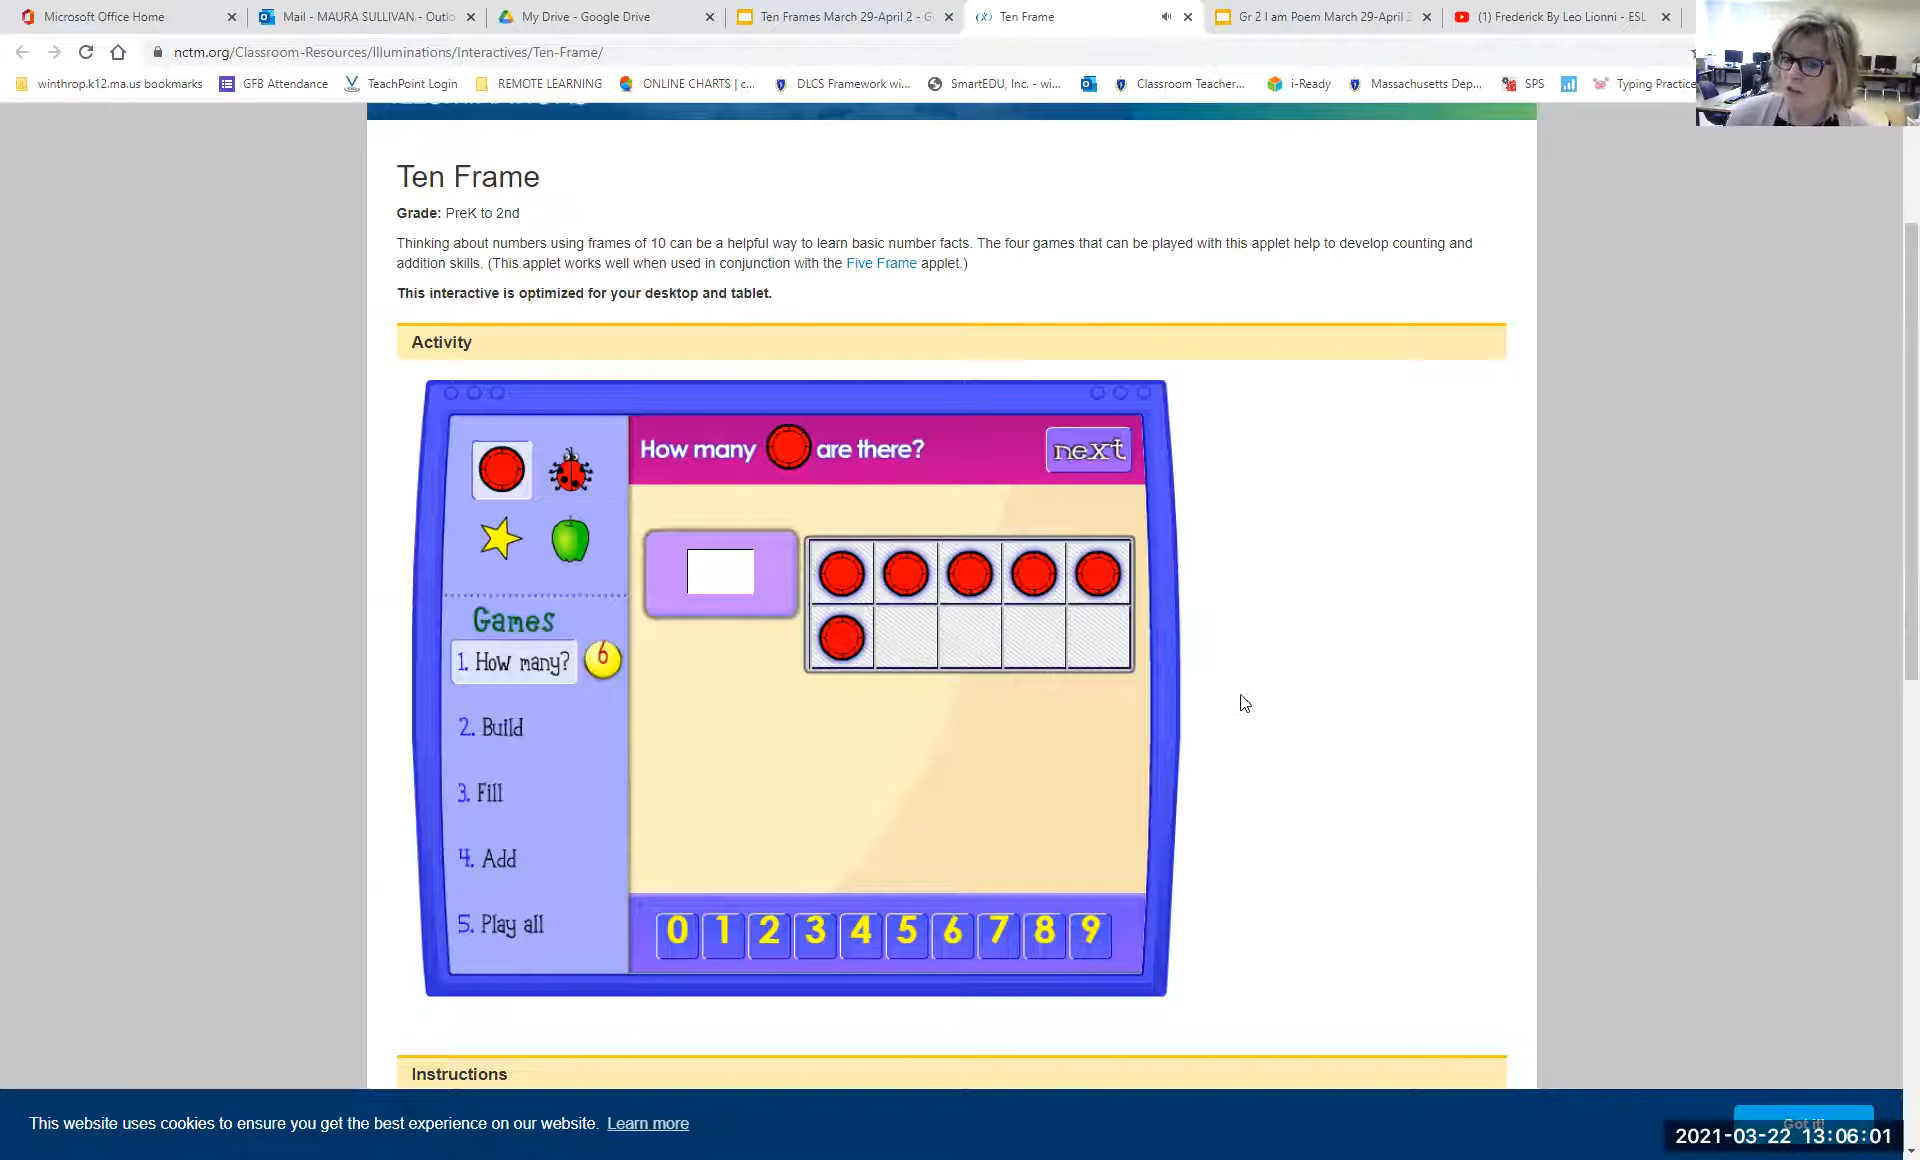 Microsoft Office Home
Mail - MAURA SULLIVAN - Outlo
My Drive - Google Drive
Ten Frames March 29-April 2 - G
Ten Frame
Gr 2 I am Poem March 29-April 2
(1) Frederick By Leo Lionni - ESL
nctm.org/Classroom-Resources/Illuminations/Interactives/Ten-Frame/
winthrop.k12.ma.us bookmarks
GFB Attendance
TeachPoint Login
REMOTE LEARNING
ONLINE CHARTS | c...
DLCS Framework wi...
SmartEDU, Inc. - wi...
Classroom Teacher...
i-Ready
Massachusetts Dep...
SPS
Typing Practice
Ten Frame
Grade: PreK to 2nd
Thinking about numbers using frames of 10 can be a helpful way to learn basic number facts. The four games that can be played with this applet help to develop counting and
addition skills. (This applet works well when used in conjunction with the Five Frame applet.)
This interactive is optimized for your desktop and tablet.
Activity
How many are there?
next
Games
1. How many? 6
2. Build
3. Fill
4. Add
5. Play all
0 1 2 3 4 5 6 7 8 9
Instructions
This website uses cookies to ensure you get the best experience on our website. Learn more
Got it!
2021-03-22 13:06:01